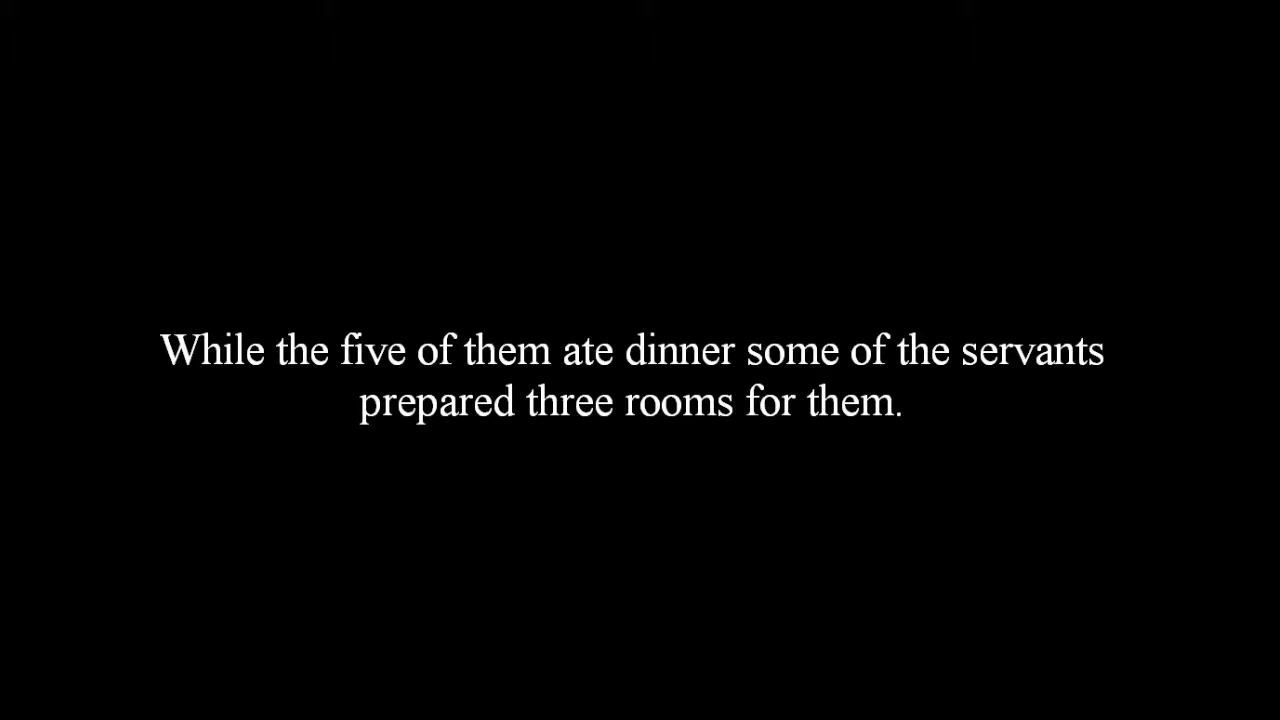 While the five of them ate dinner some of the servants
prepared three rooms for them.